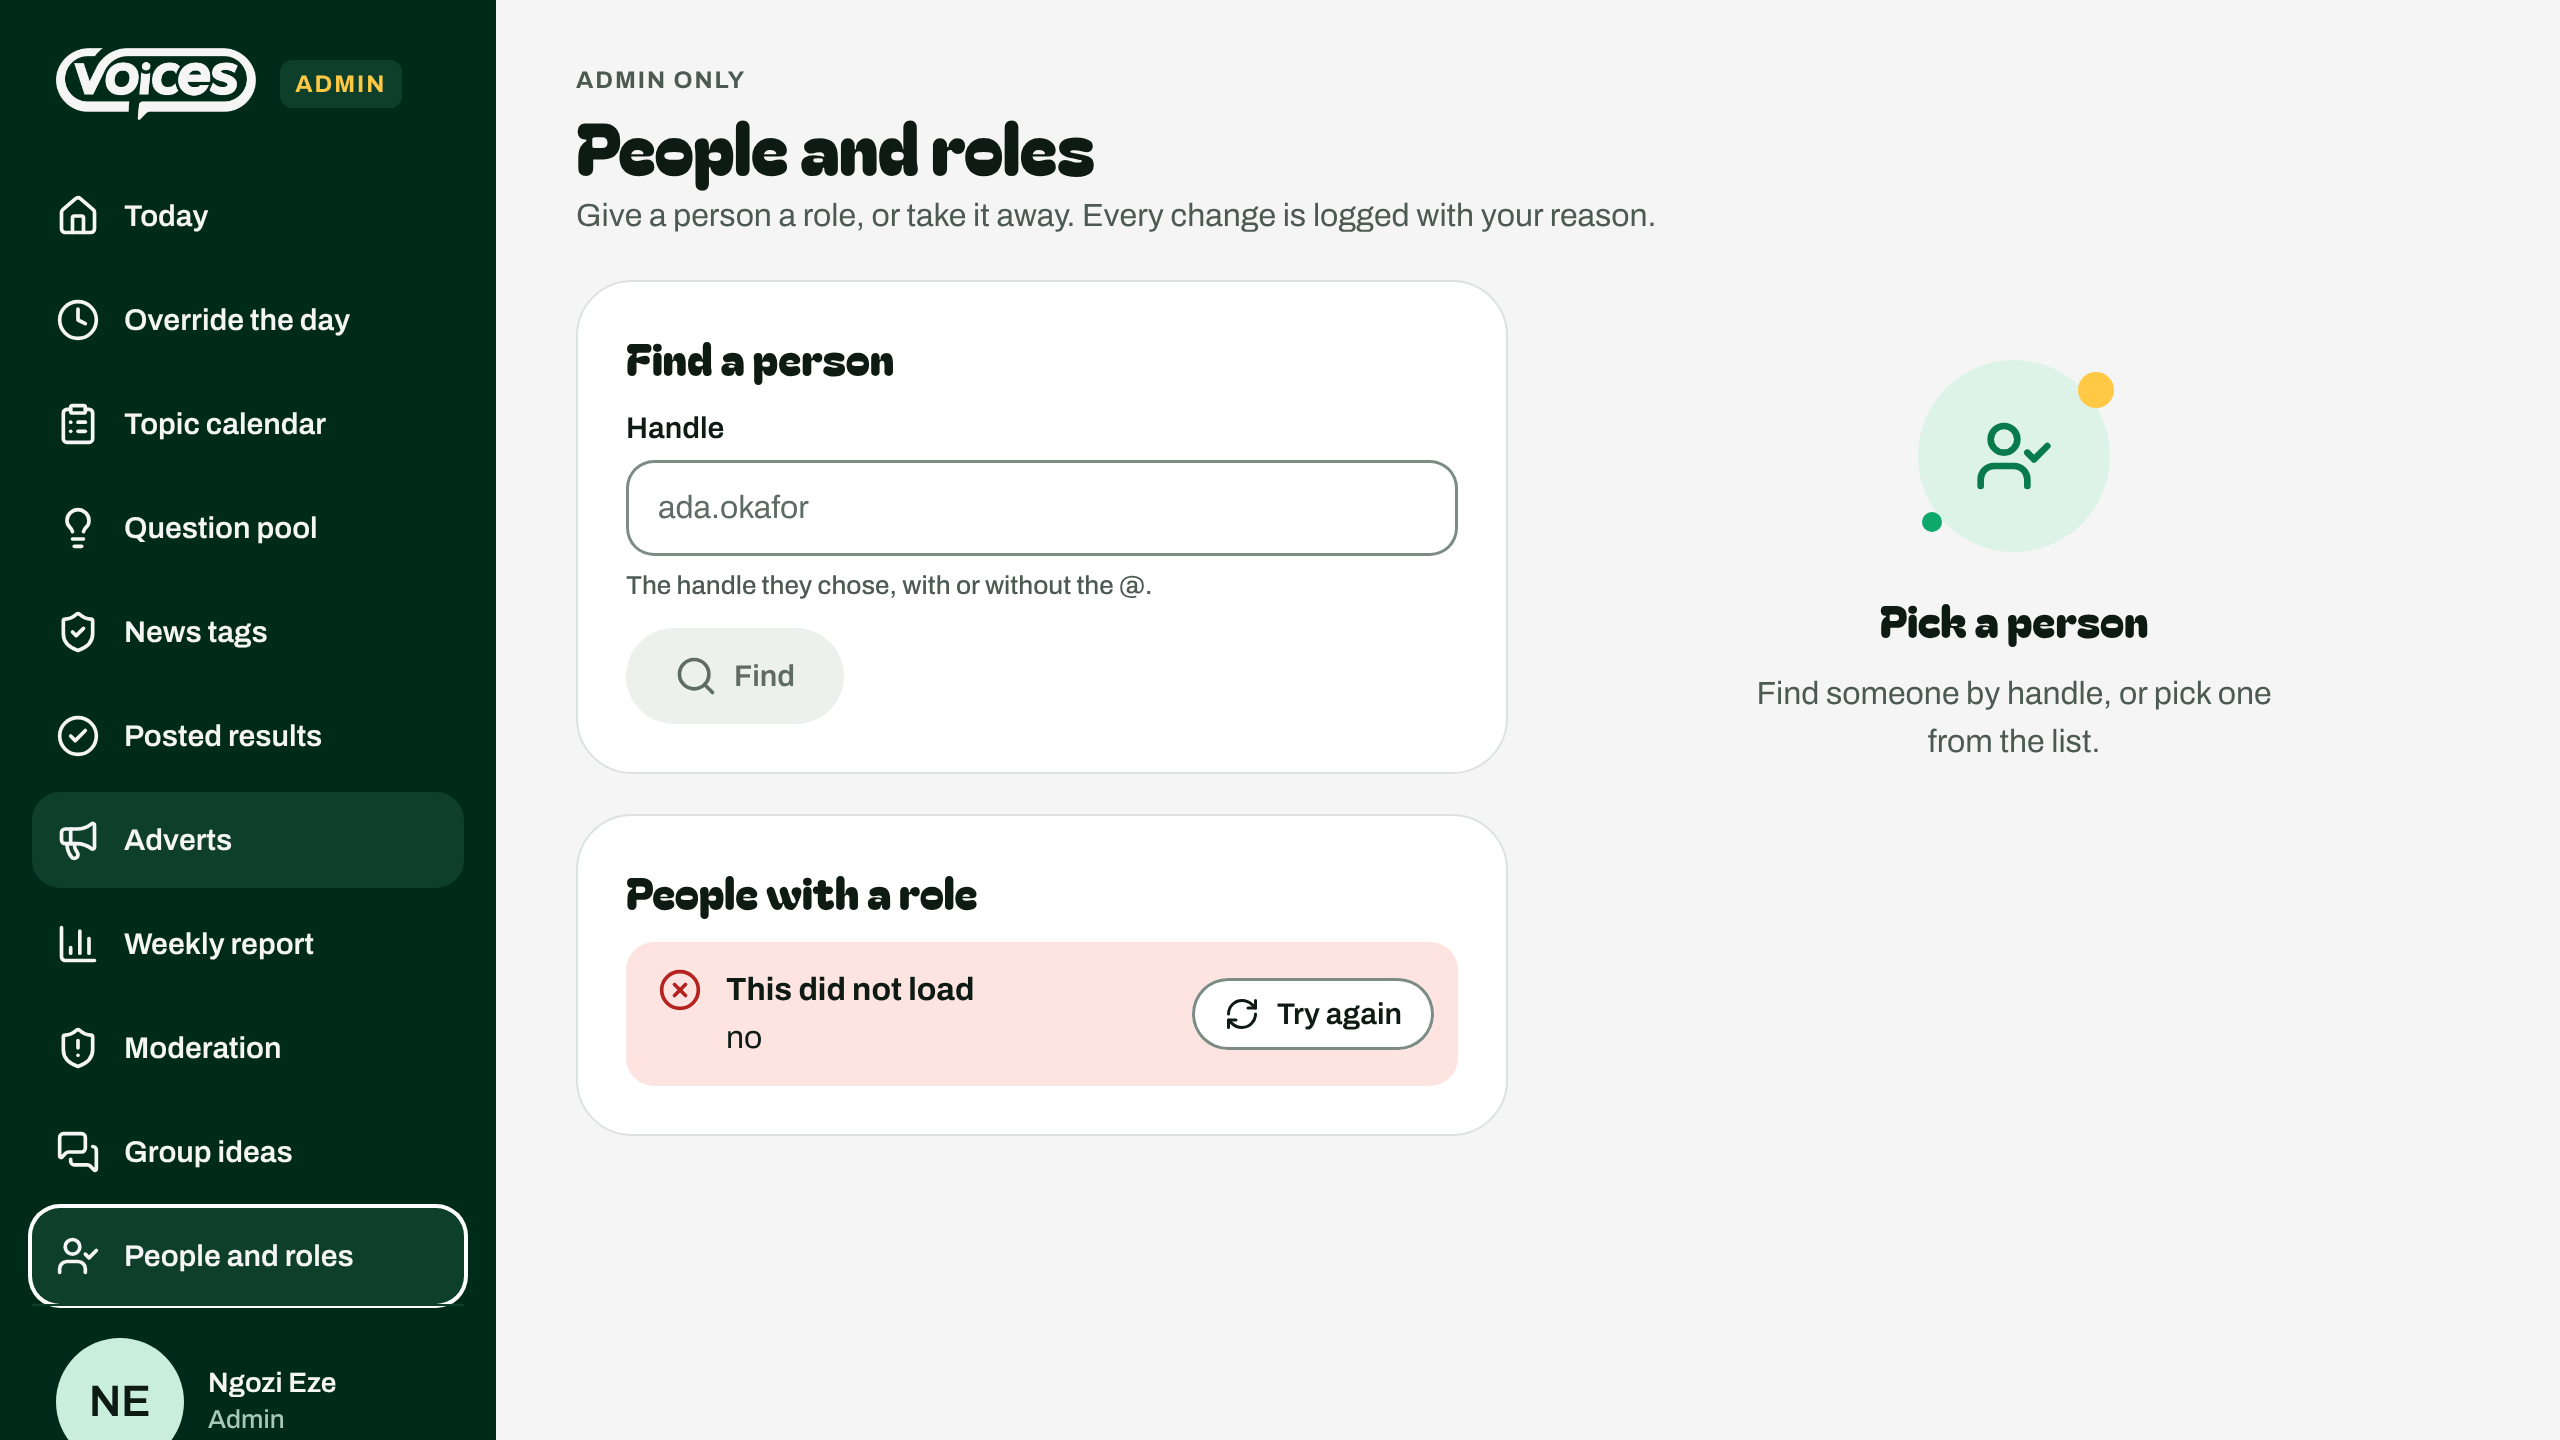 Voices
ADMIN
Today
Override the day
Topic calendar
Question pool
News tags
Posted results
Adverts
Weekly report
Moderation
Group ideas
People and roles
NE
Ngozi Eze
Admin
ADMIN ONLY
People and roles
Give a person a role, or take it away. Every change is logged with your reason.
Find a person
Handle
ada.okafor
The handle they chose, with or without the @.
Find
People with a role
This did not load
no
Try again
Pick a person
Find someone by handle, or pick one
from the list.